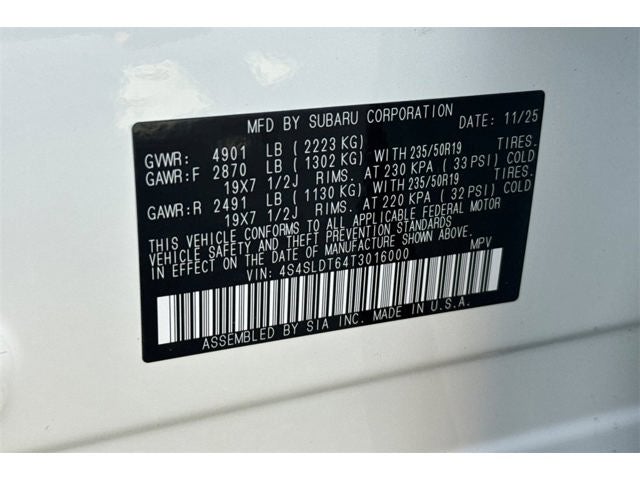 MFD BY SUBARU CORPORATION DATE: 11/25
GVWR: 4901 LB ( 2223 KG)
GAWR:F 2870 LB ( 1302 KG) WITH 235/50R19 TIRES.
19X7 1/2J RIMS. AT 230 KPA ( 33 PSI) COLD
GAWR:R 2491 LB ( 1130 KG) WITH 235/50R19 TIRES.
19X7 1/2J RIMS. AT 220 KPA ( 32 PSI) COLD
THIS VEHICLE CONFORMS TO ALL APPLICABLE FEDERAL MOTOR
VEHICLE SAFETY AND THEFT PREVENTION STANDARDS IN
EFFECT ON THE DATE OF MANUFACTURE SHOWN ABOVE.
VIN: 4S4SLDT64T3016000 MPV
ASSEMBLED BY SIA INC. MADE IN U.S.A.